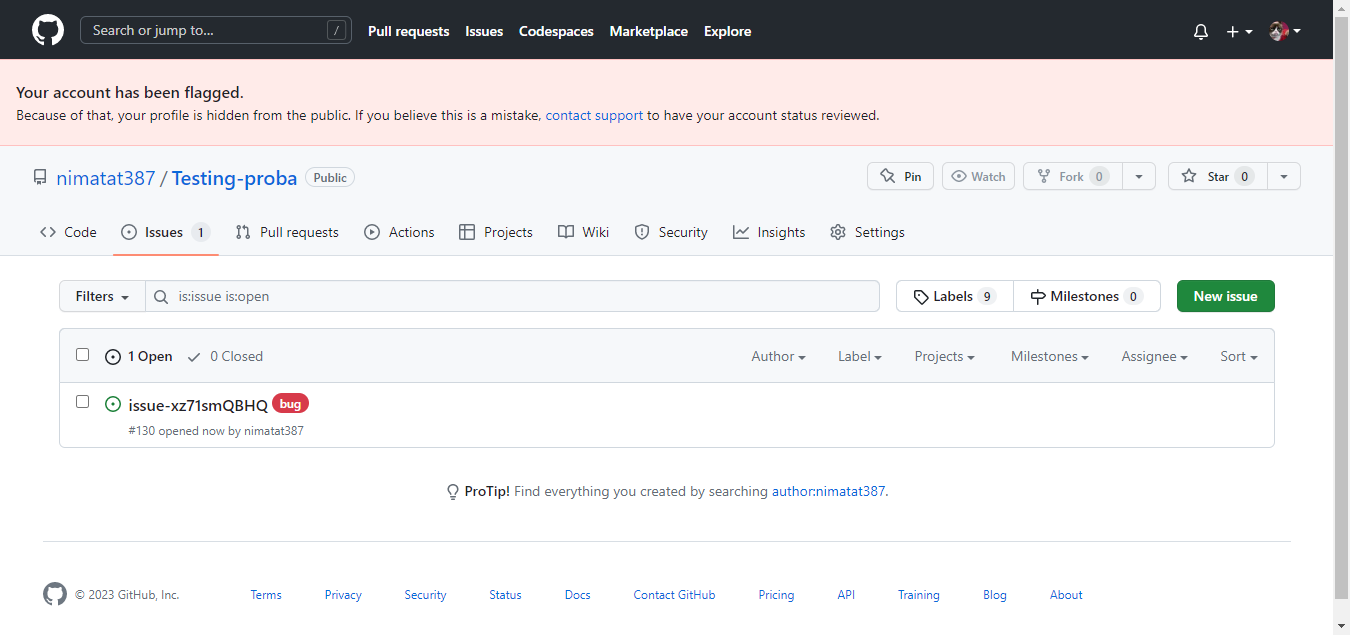 Search or jump to... / Pull requests Issues Codespaces Marketplace Explore
Your account has been flagged.
Because of that, your profile is hidden from the public. If you believe this is a mistake, contact support to have your account status reviewed.
nimatat387 / Testing-proba Public Pin Watch Fork 0 Star 0
Code Issues 1 Pull requests Actions Projects Wiki Security Insights Settings
Filters is:issue is:open Labels 9 Milestones 0 New issue
1 Open 0 Closed Author Label Projects Milestones Assignee Sort
issue-xz71smQBHQ bug
#130 opened now by nimatat387
ProTip! Find everything you created by searching author:nimatat387.
© 2023 GitHub, Inc. Terms Privacy Security Status Docs Contact GitHub Pricing API Training Blog About